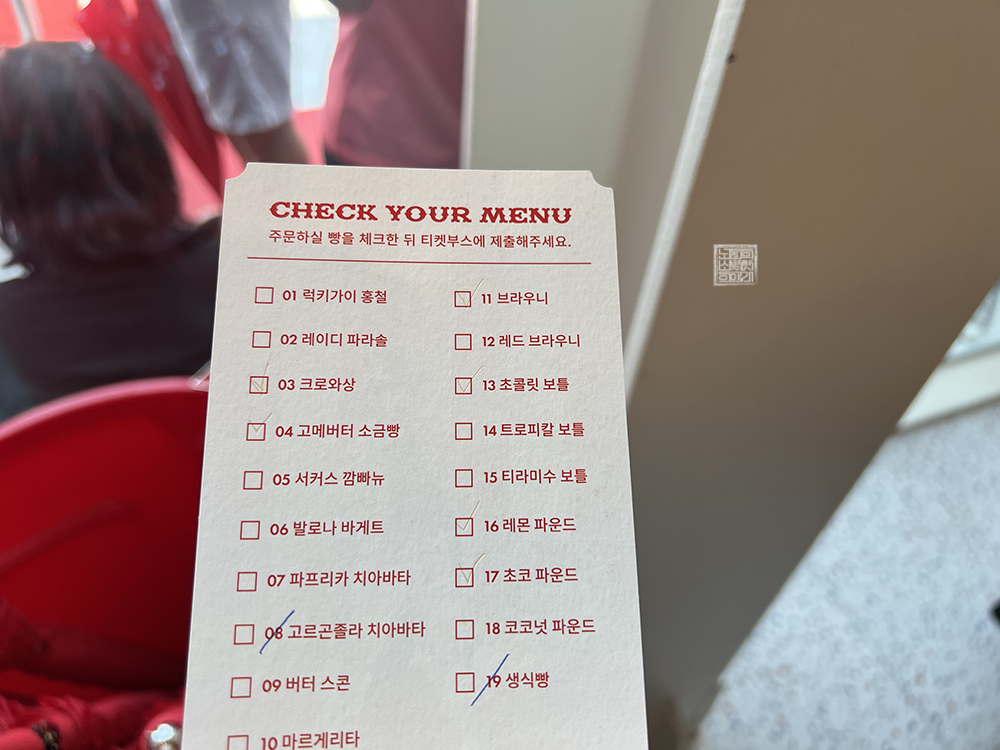 CHECK YOUR MENU
주문하실 빵을 체크한 뒤 티켓부스에 제출해주세요.
01 럭키가이 홍철
02 레이디 파라솔
03 크로와상
04 고메버터 소금빵
05 서커스 깜빠뉴
06 발로나 바게트
07 파프리카 치아바타
08 고르곤졸라 치아바타
09 버터 스콘
10 마르게리타
11 브라우니
12 레드 브라우니
13 초콜릿 보틀
14 트로피칼 보틀
15 티라미수 보틀
16 레몬 파운드
17 초코 파운드
18 코코넛 파운드
19 생식빵